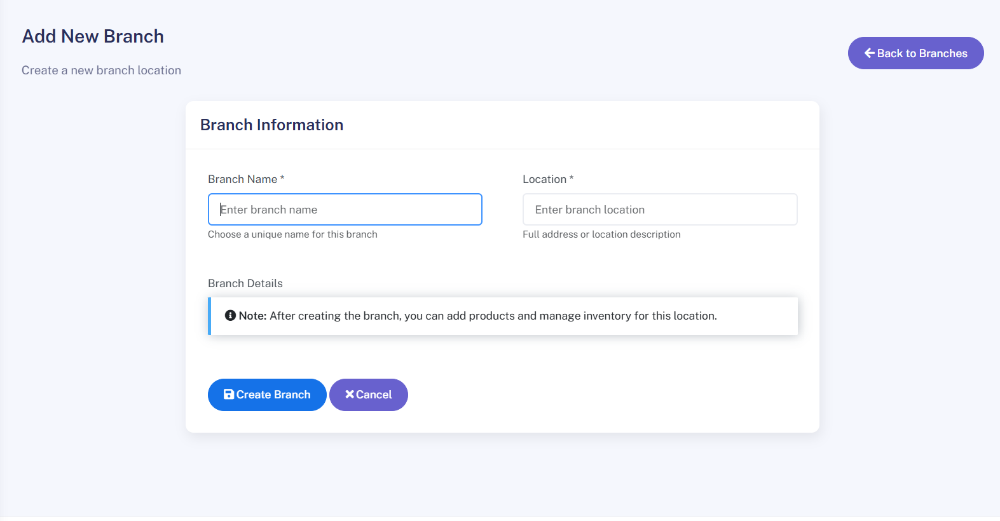 Add New Branch
Create a new branch location
Back to Branches
Branch Information
Branch Name *
Location *
Enter branch name
Enter branch location
Choose a unique name for this branch
Full address or location description
Branch Details
Note: After creating the branch, you can add products and manage inventory for this location.
Create Branch
Cancel